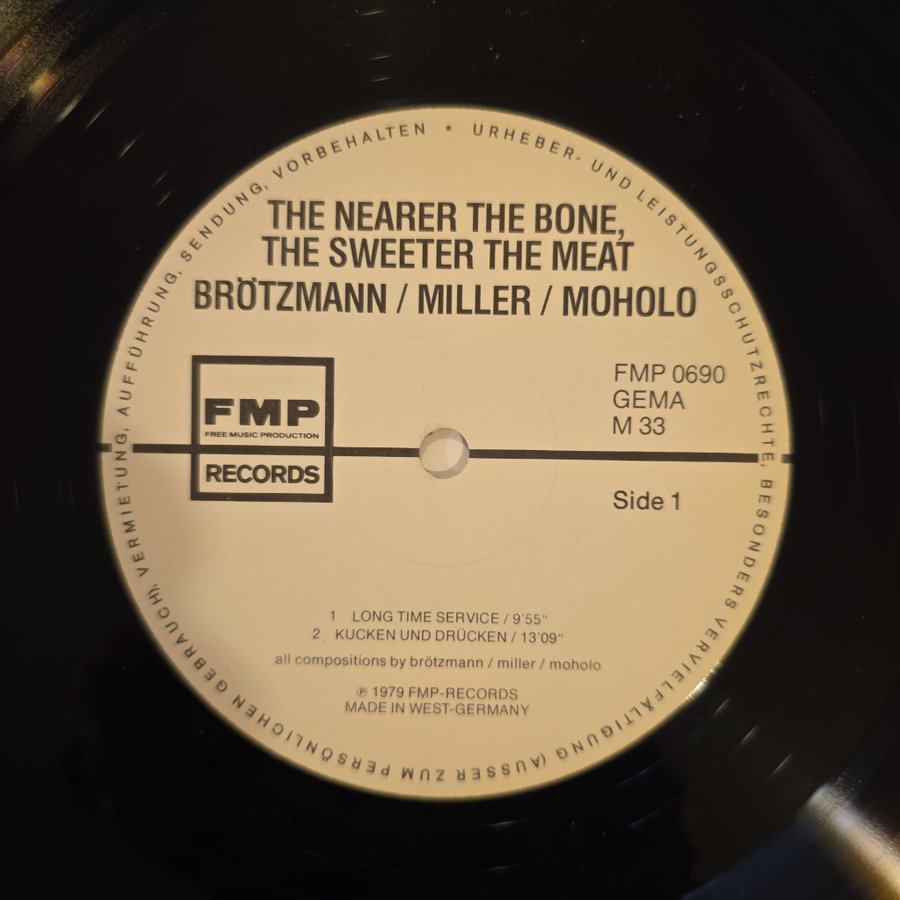 URHEBER- UND LEISTUNGSSCHUTZRECHTE, BESONDERS VERVIELFÄLTIGUNG (AUSSER ZUM PERSÖNLICHEN GEBRAUCH), VERMIETUNG, AUFFÜHRUNG, SENDUNG, VORBEHALTEN •
THE NEARER THE BONE,
THE SWEETER THE MEAT
BRÖTZMANN / MILLER / MOHOLO
FMP
FREE MUSIC PRODUCTION
RECORDS
FMP 0690
GEMA
M 33
Side 1
1 LONG TIME SERVICE / 9'55"
2 KUCKEN UND DRÜCKEN / 13'09"
all compositions by brötzmann / miller / moholo
℗ 1979 FMP-RECORDS
MADE IN WEST-GERMANY